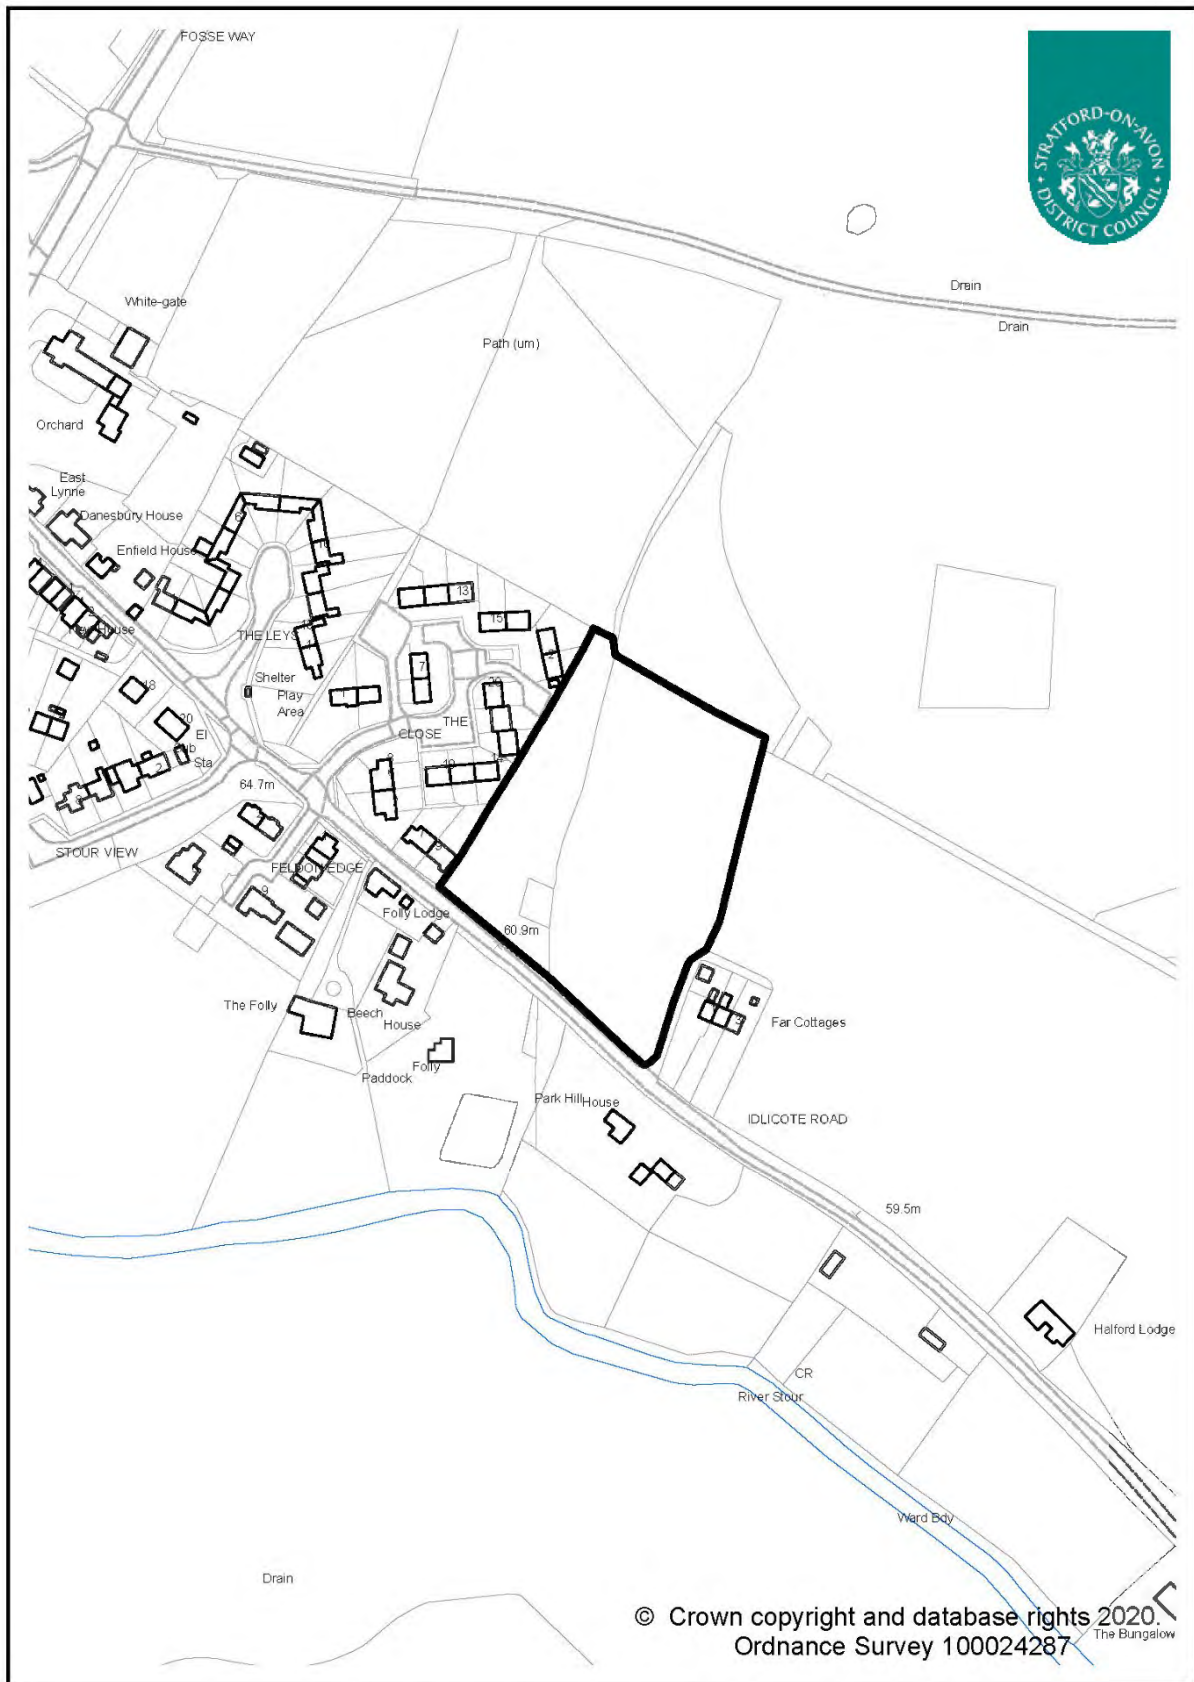 FOSSE WAY
STRATFORD-ON-AVON
DISTRICT COUNCIL
Drain
Drain
White-gate
Path (um)
Orchard
East
Lynne
Danesbury House
Enfield House
THE LEYS
Shelter
Play
Area
13
15
7
THE
CLOSE
18
20
El
Sub
Sta
2
64.7m
STOUR VIEW
FELDON EDGE
9
Folly Lodge
60.9m
The Folly
Beech
House
Folly
Paddock
Far Cottages
3
Park Hill House
IDLICOTE ROAD
59.5m
Halford Lodge
CR
River Stour
Ward Bdy
Drain
© Crown copyright and database rights 2020.
Ordnance Survey 100024287
The Bungalow